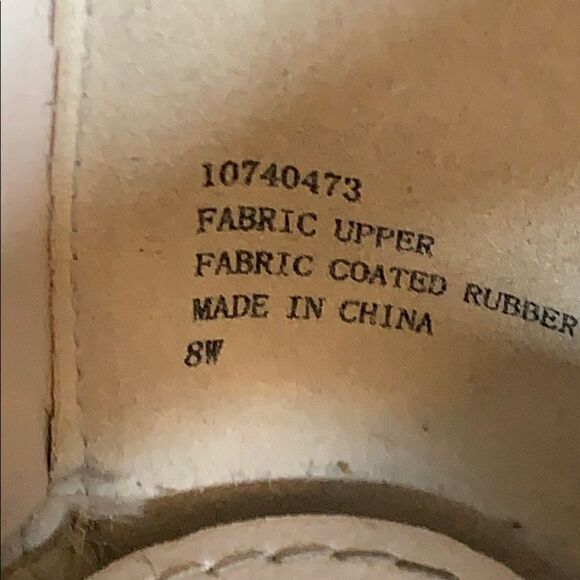 10740473
FABRIC UPPER
FABRIC COATED RUBBER
MADE IN CHINA
8W